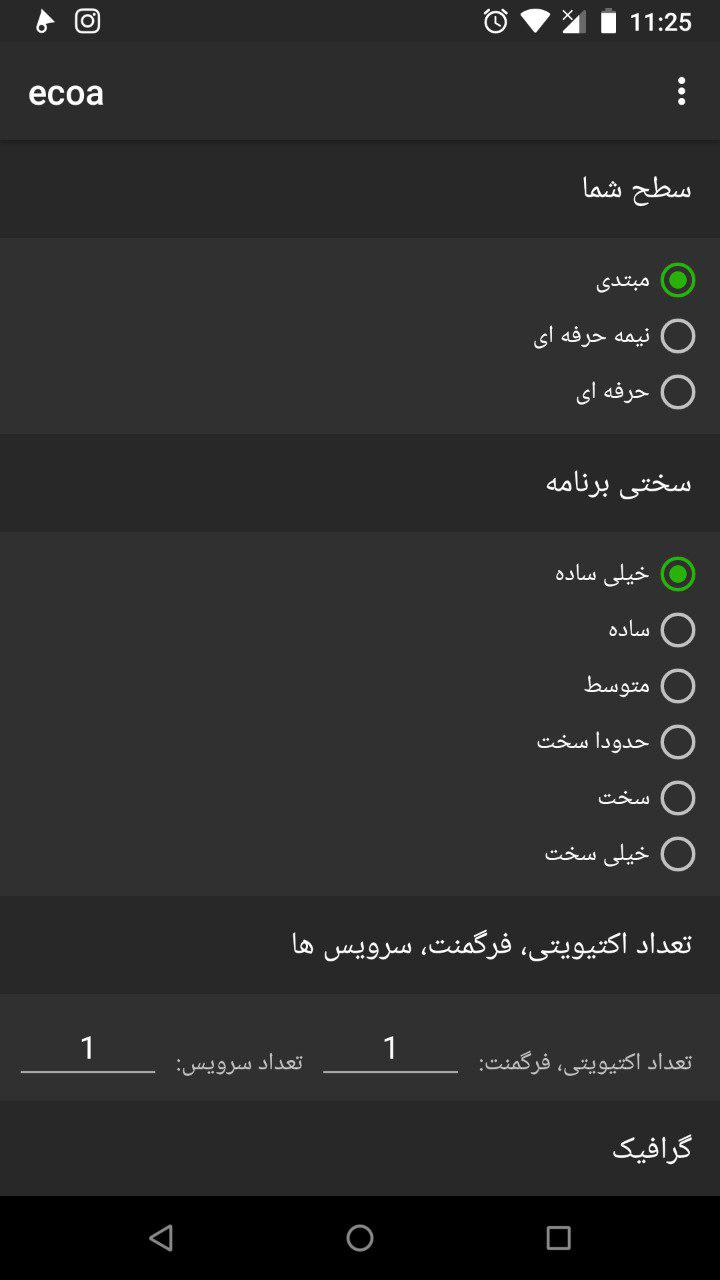 11:25
ecoa
سطح شما
مبتدی
نیمه حرفه ای
حرفه ای
سختی برنامه
خیلی ساده
ساده
متوسط
حدودا سخت
سخت
خیلی سخت
تعداد اکتیویتی، فرگمنت، سرویس ها
تعداد اکتیویتی، فرگمنت: 1 تعداد سرویس: 1
گرافیک